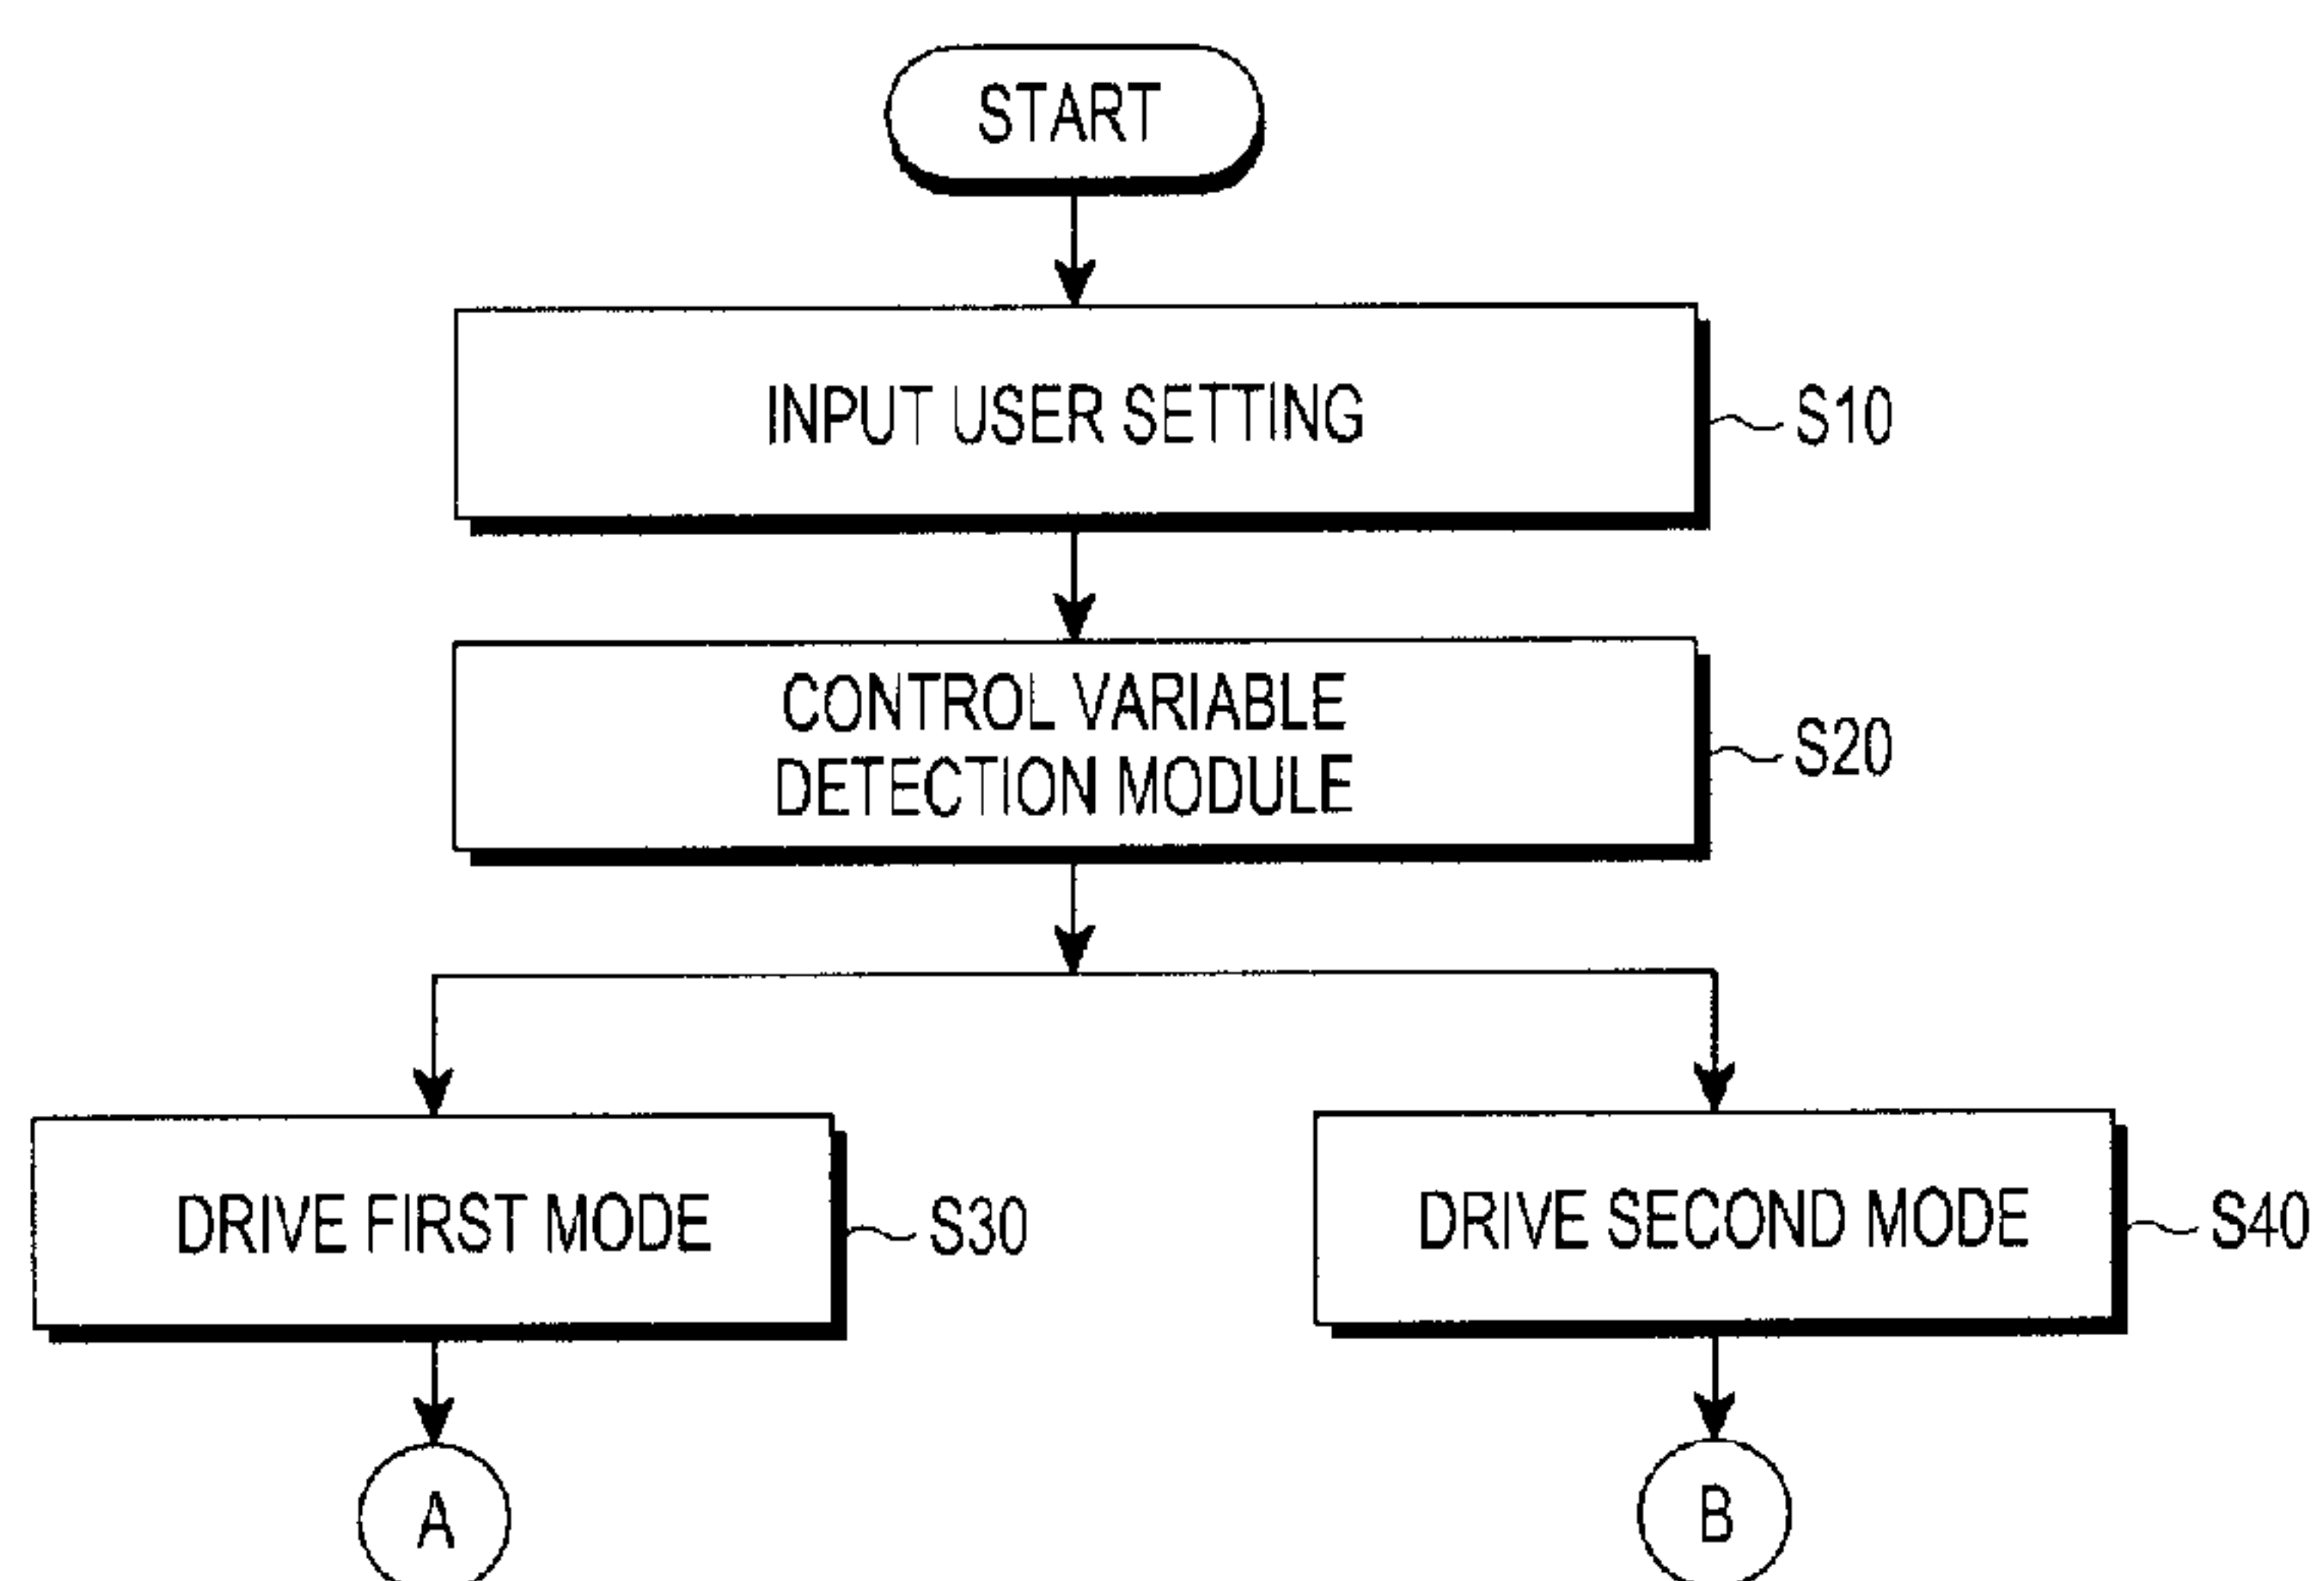 START
INPUT USER SETTING
S10
CONTROL VARIABLE
DETECTION MODULE
S20
DRIVE FIRST MODE
S30
DRIVE SECOND MODE
S40
A
B